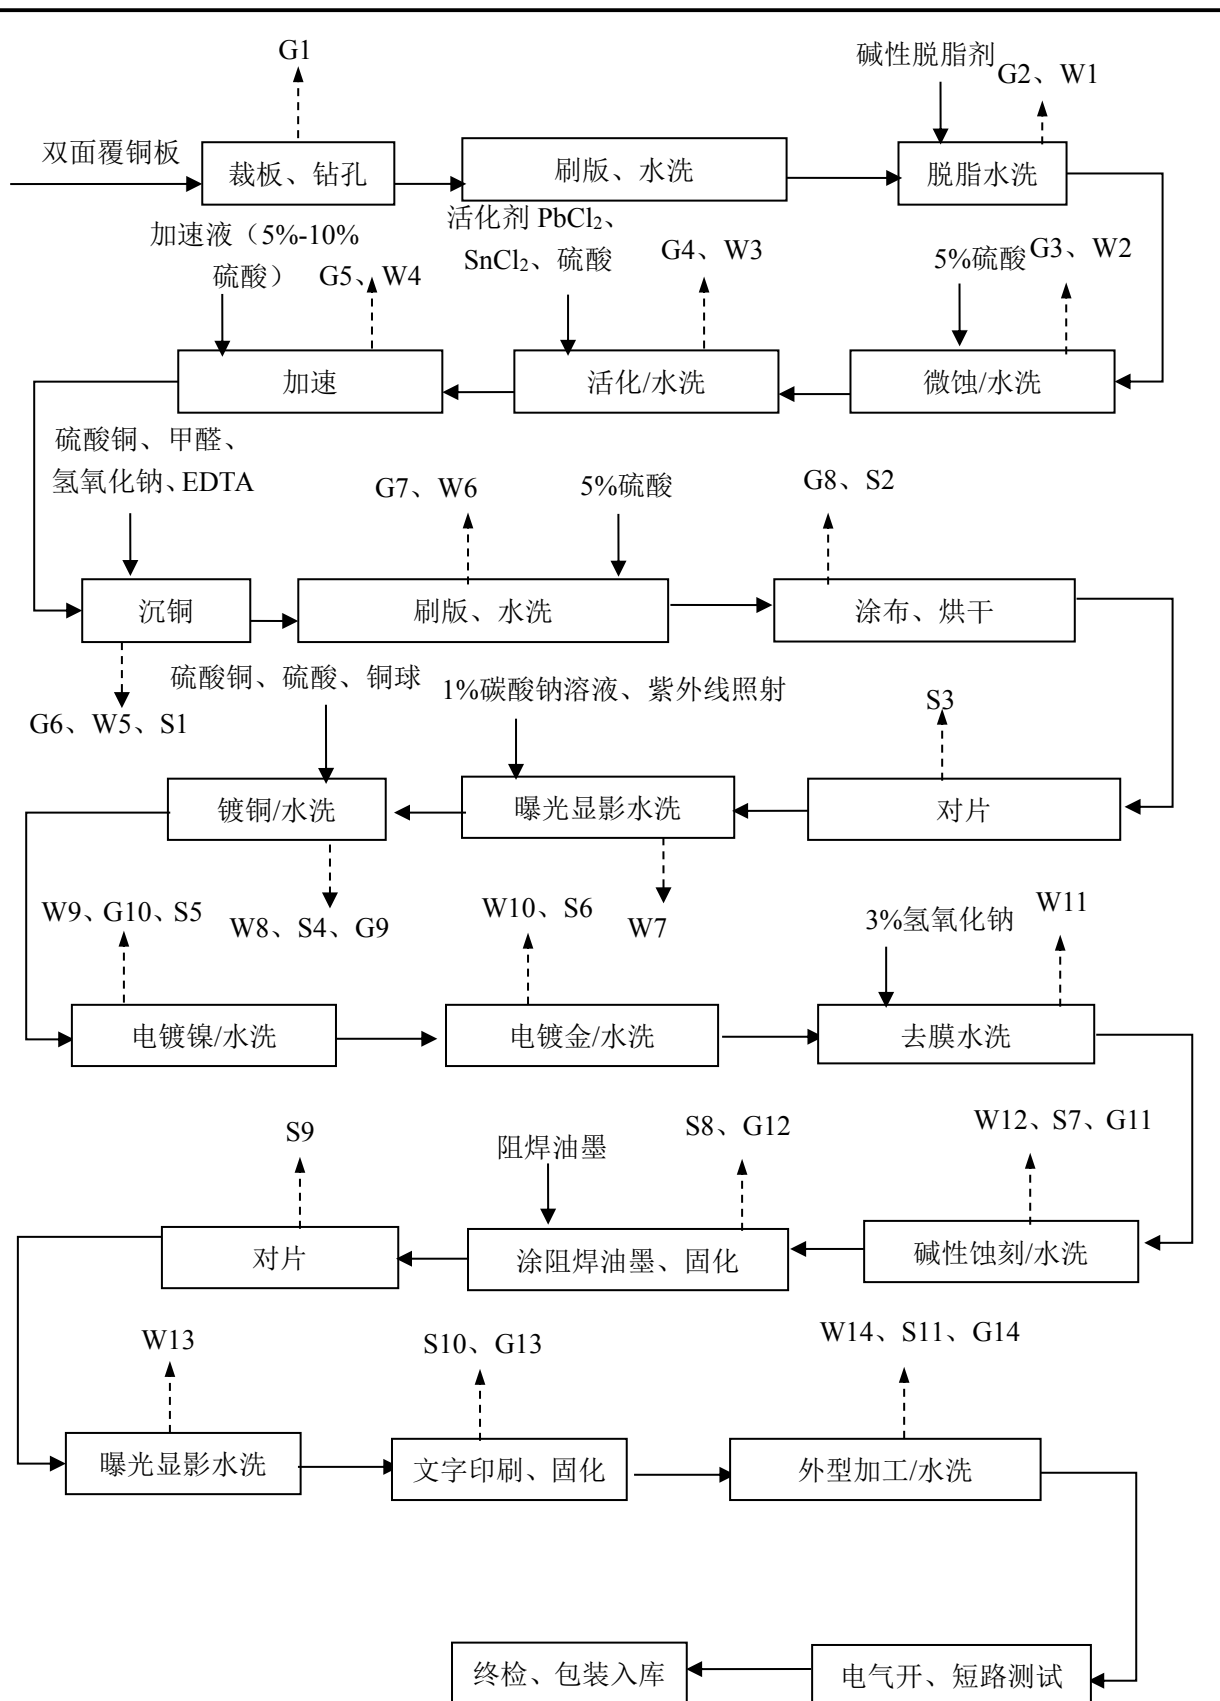 G1
碱性脱脂剂
G2、W1
双面覆铜板
裁板、钻孔
刷版、水洗
脱脂水洗
加速液（5%-10%
硫酸）
G5、W4
活化剂 PbCl₂、
SnCl₂、硫酸
G4、W3
5%硫酸
G3、W2
加速
活化/水洗
微蚀/水洗
硫酸铜、甲醛、
氢氧化钠、EDTA
G7、W6
5%硫酸
G8、S2
沉铜
刷版、水洗
涂布、烘干
G6、W5、S1
硫酸铜、硫酸、铜球
1%碳酸钠溶液、紫外线照射
S3
镀铜/水洗
曝光显影水洗
对片
W9、G10、S5
W8、S4、G9
W10、S6
W7
3%氢氧化钠
W11
电镀镍/水洗
电镀金/水洗
去膜水洗
S9
阻焊油墨
S8、G12
W12、S7、G11
对片
涂阻焊油墨、固化
碱性蚀刻/水洗
W13
S10、G13
W14、S11、G14
曝光显影水洗
文字印刷、固化
外型加工/水洗
终检、包装入库
电气开、短路测试